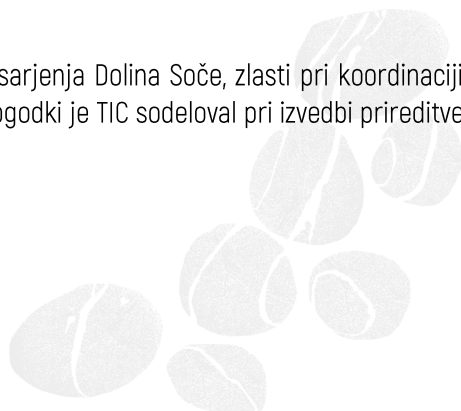 sarjenja Dolina Soče, zlasti pri koordinaciji
ogodki je TIC sodeloval pri izvedbi prireditve